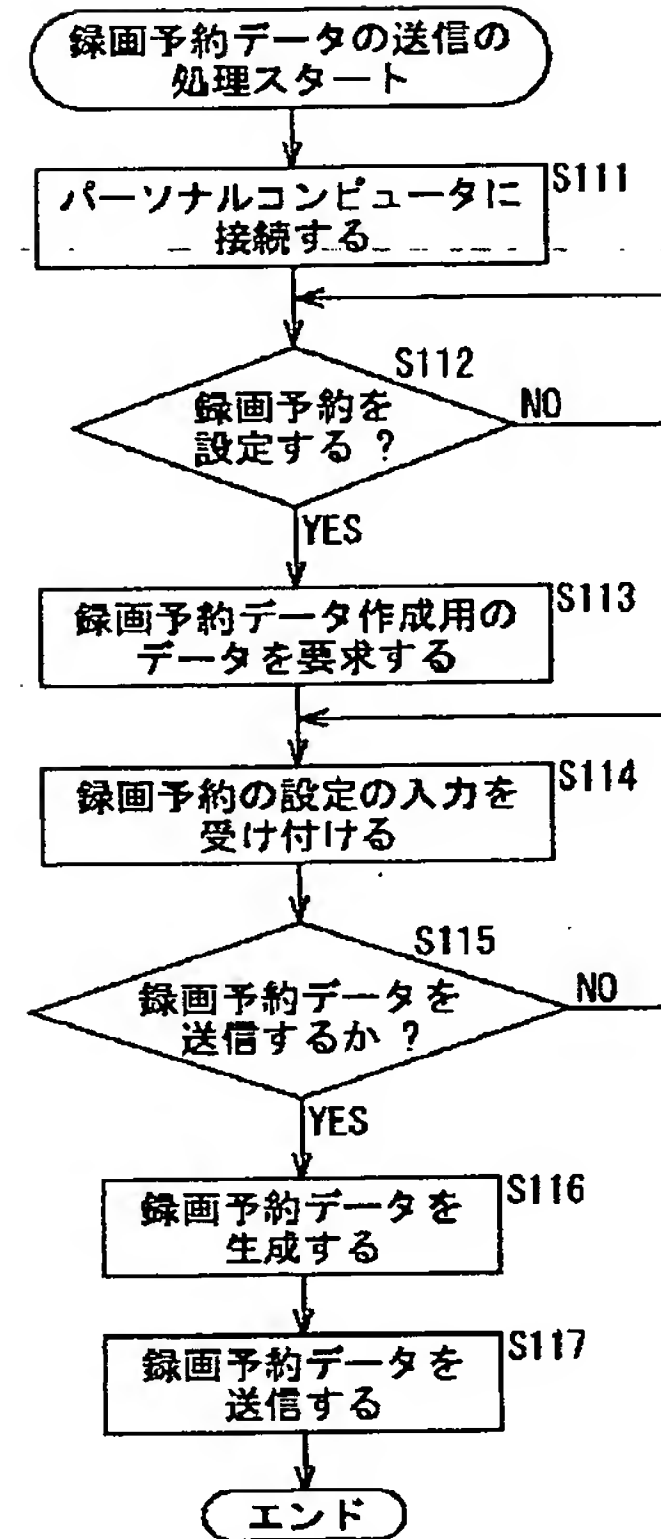 録画予約データの送信の
処理スタート
S111
パーソナルコンピュータに
接続する
S112
録画予約を
設定する ?
NO
YES
S113
録画予約データ作成用の
データを要求する
S114
録画予約の設定の入力を
受け付ける
S115
録画予約データを
送信するか ?
NO
YES
S116
録画予約データを
生成する
S117
録画予約データを
送信する
エンド